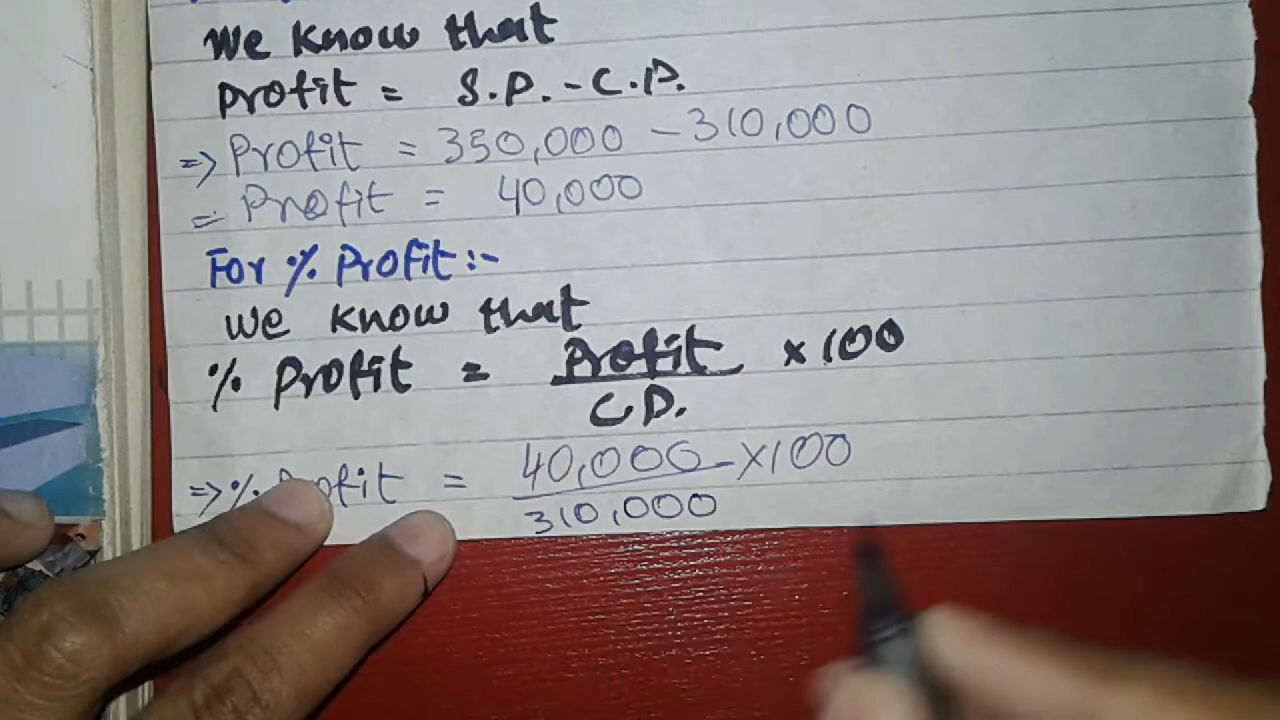 We know that
Profit = S.P. - C.P.
=> Profit = 350,000 - 310,000
= Profit = 40,000
For % Profit :-
We know that
% Profit = Profit / C.P. × 100
=> % Profit = 40,000 / 310,000 × 100